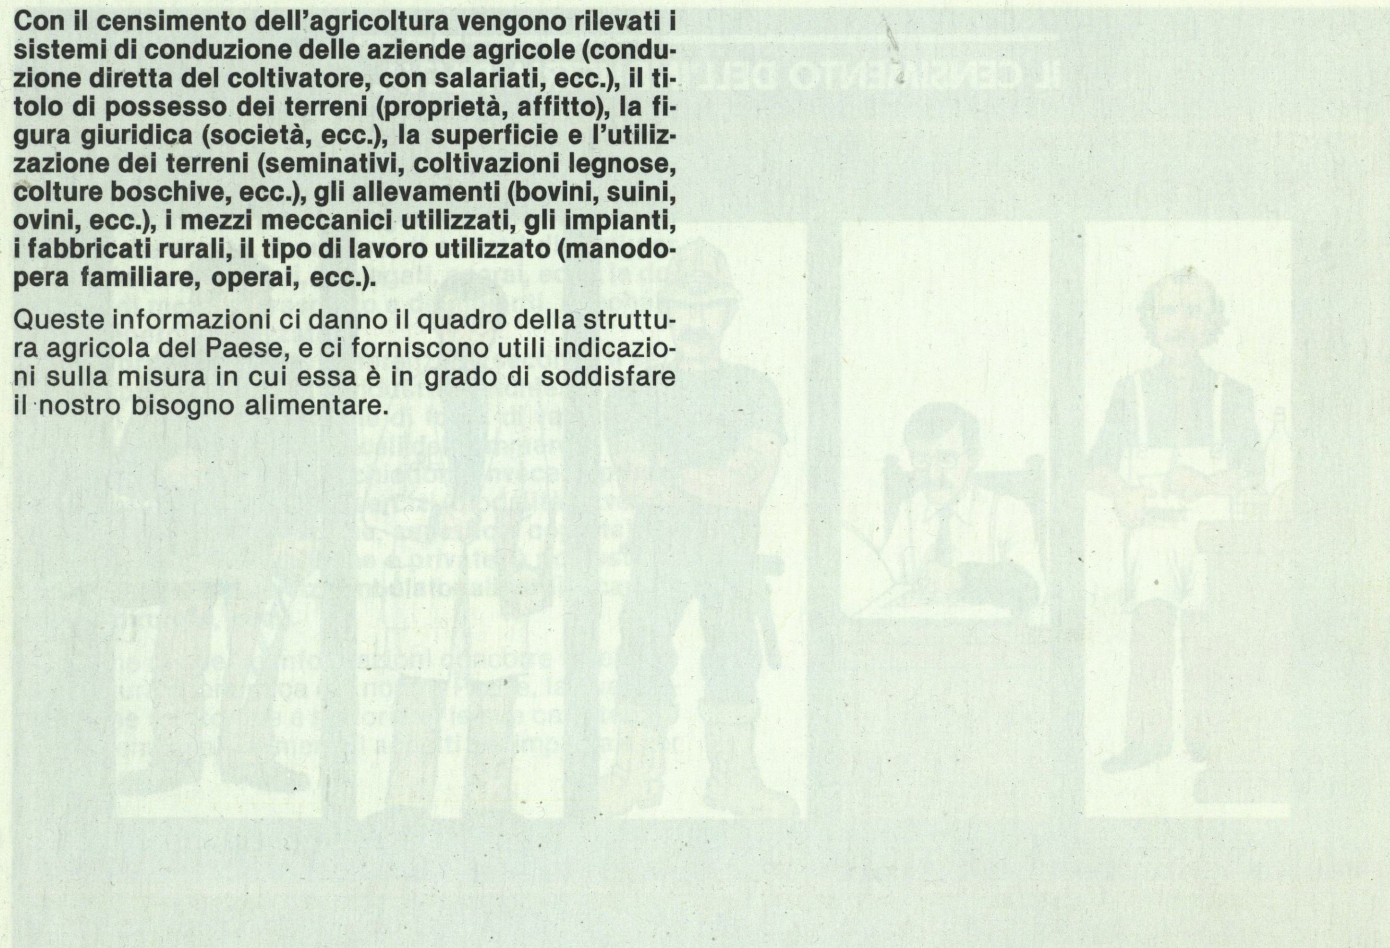 Con il censimento dell'agricoltura vengono rilevati i
sistemi di conduzione delle aziende agricole (condu-
zione diretta del coltivatore, con salariati, ecc.), il ti-
tolo di possesso dei terreni (proprietà, affitto), la fi-
gura giuridica (società, ecc.), la superficie e l'utiliz-
zazione dei terreni (seminativi, coltivazioni legnose,
colture boschive, ecc.), gli allevamenti (bovini, suini,
ovini, ecc.), i mezzi meccanici utilizzati, gli impianti,
i fabbricati rurali, il tipo di lavoro utilizzato (manodo-
pera familiare, operai, ecc.).
Queste informazioni ci danno il quadro della struttu-
ra agricola del Paese, e ci forniscono utili indicazio-
ni sulla misura in cui essa è in grado di soddisfare
il nostro bisogno alimentare.